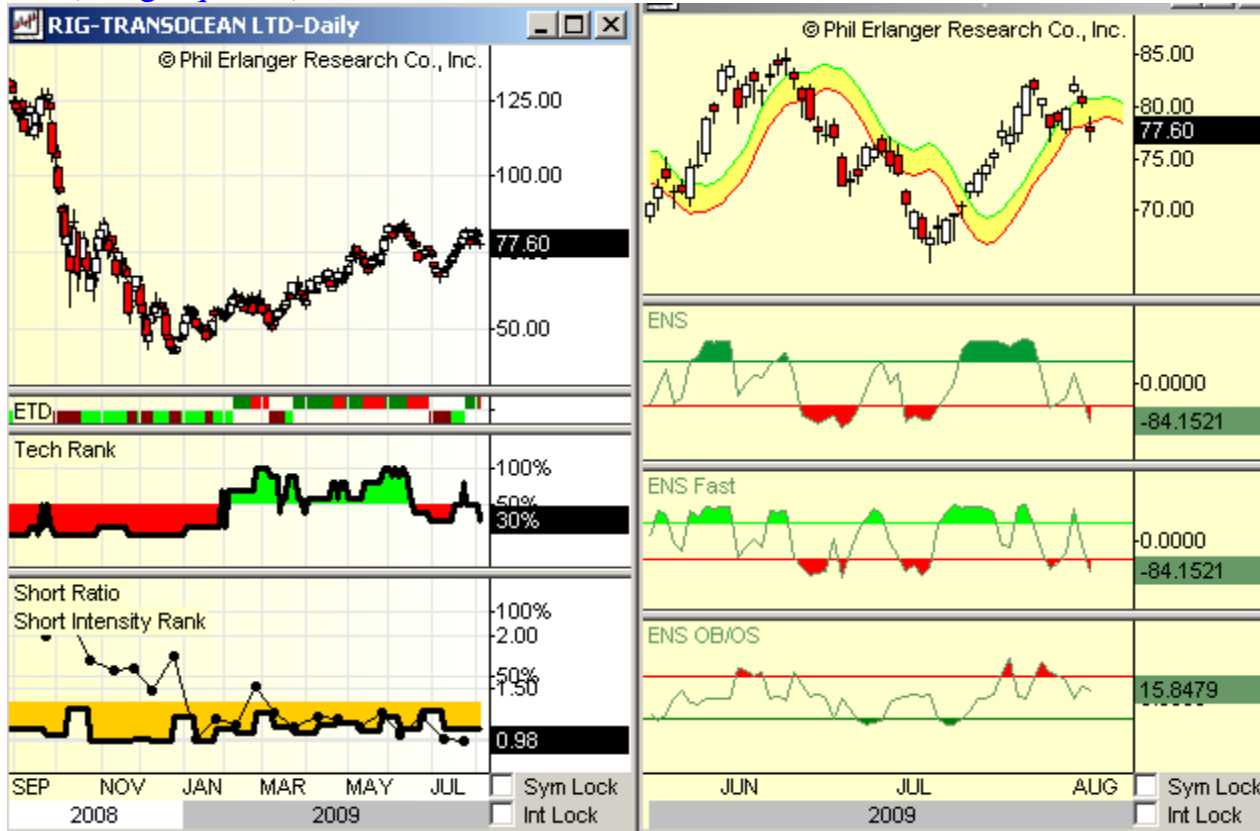 RIG-TRANSOCEAN LTD-Daily
© Phil Erlanger Research Co., Inc.
125.00
100.00
77.60
50.00
ETD
Tech Rank
100%
50%
30%
Short Ratio
Short Intensity Rank
100%
2.00
50%
1.50
0.98
SEP NOV JAN MAR MAY JUL
2008 2009
Sym Lock
Int Lock
© Phil Erlanger Research Co., Inc.
85.00
80.00
77.60
75.00
70.00
ENS
0.0000
-84.1521
ENS Fast
0.0000
-84.1521
ENS OB/OS
15.8479
JUN JUL AUG
2009
Sym Lock
Int Lock